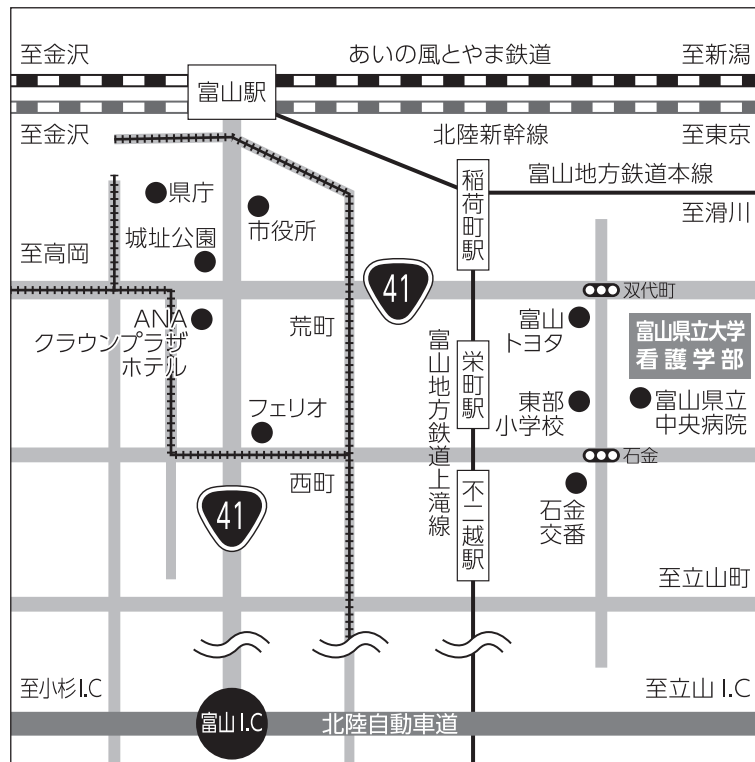 至金沢
あいの風とやま鉄道
至新潟
富山駅
至金沢
北陸新幹線
至東京
富山地方鉄道本線
稲荷町駅
県庁
市役所
至滑川
城址公園
至高岡
41
双代町
ANA
クラウンプラザ
ホテル
荒町
富山地方鉄道上滝線
栄町駅
富山
トヨタ
富山県立大学
看護学部
フェリオ
東部
小学校
富山県立
中央病院
石金
西町
41
不二越駅
石金
交番
至立山町
至小杉I.C
至立山I.C
富山I.C
北陸自動車道